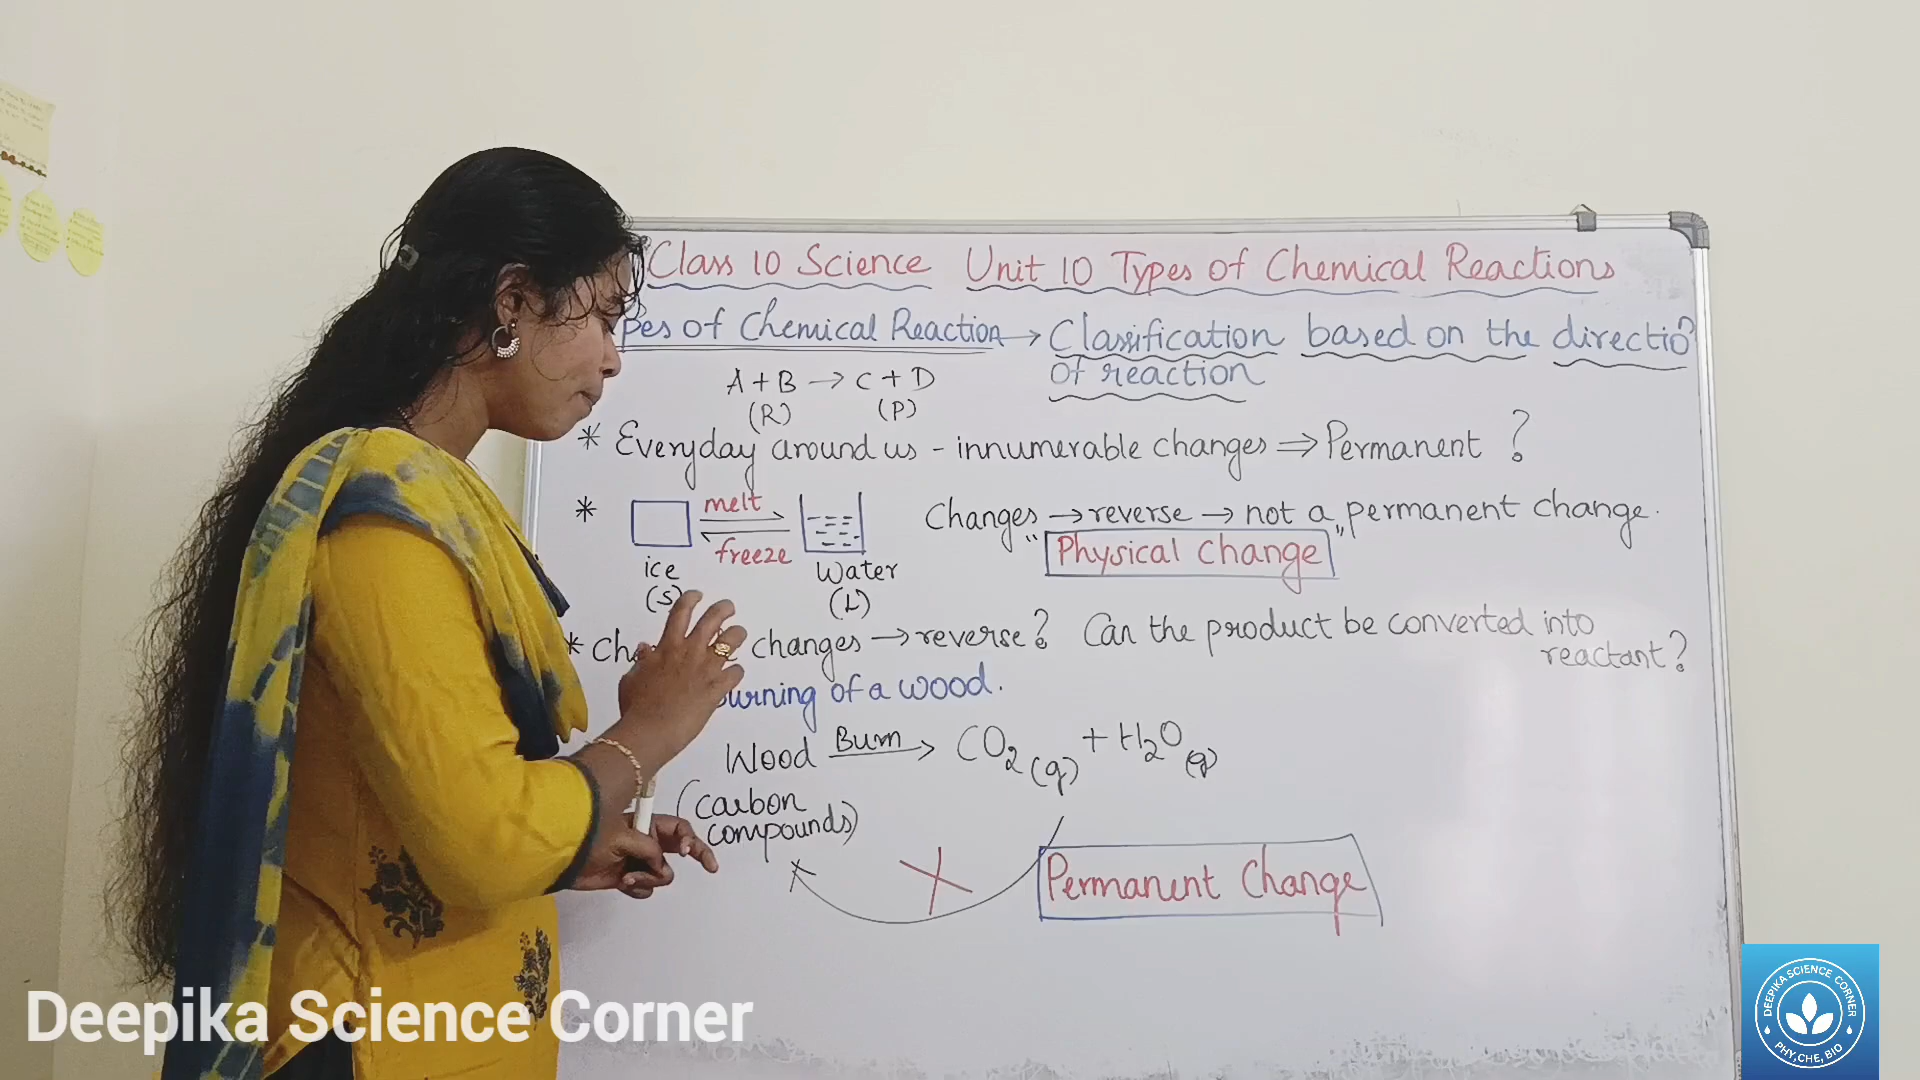 Class 10 Science Unit 10 Types of Chemical Reactions
pes of Chemical Reaction → Classification based on the directio?
of reaction
A + B → C + D
(R) (P)
* Everyday around us - innumerable changes ⇒ Permanent ?
* melt Changes → reverse → not a permanent change.
freeze " Physical Change "
ice Water
(S) (L)
* Che changes → reverse? Can the product be converted into
reactant?
urning of a wood.
Wood Burn → CO2 (g) + H2O (g)
(Carbon
compounds)
X Permanent Change
Deepika Science Corner
DEEPIKA SCIENCE CORNER
PHY, CHE, BIO